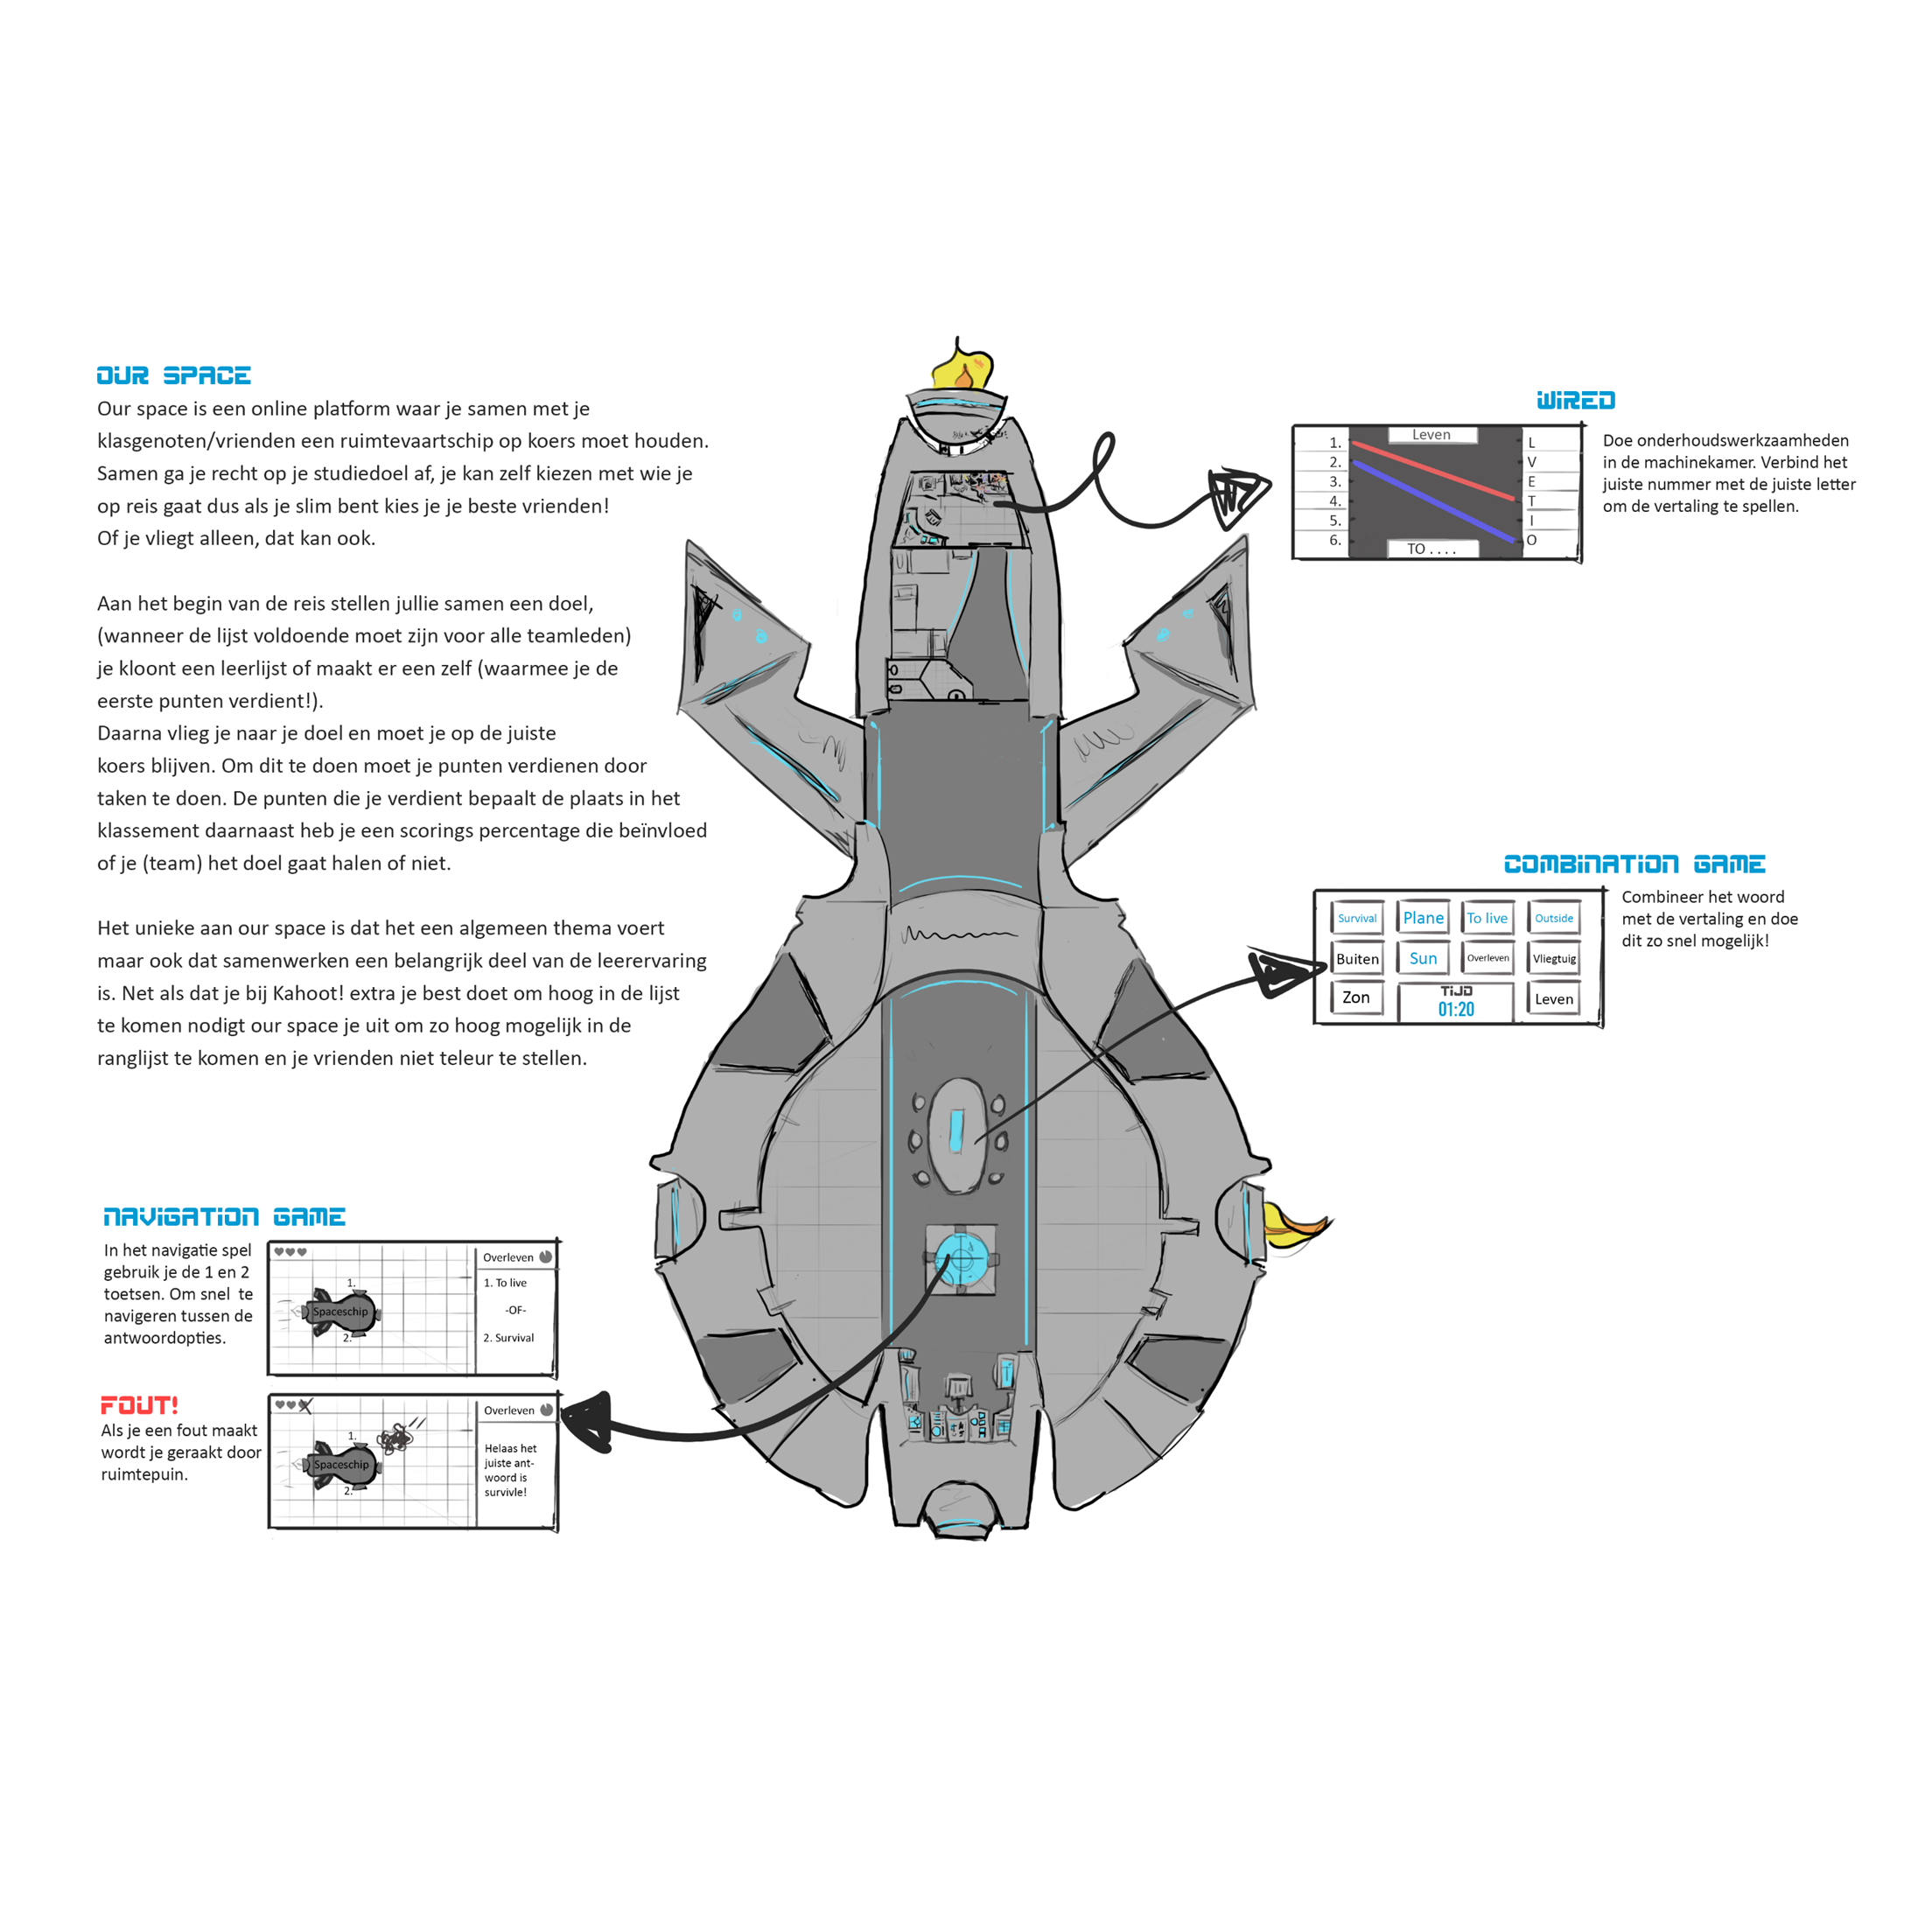 OUR SPACE
Our space is een online platform waar je samen met je
klasgenoten/vrienden een ruimtevaartschip op koers moet houden.
Samen ga je recht op je studiedoel af, je kan zelf kiezen met wie je
op reis gaat dus als je slim bent kies je je beste vrienden!
Of je vliegt alleen, dat kan ook.
Aan het begin van de reis stellen jullie samen een doel,
(wanneer de lijst voldoende moet zijn voor alle teamleden)
je kloont een leerlijst of maakt er een zelf (waarmee je de
eerste punten verdient!).
Daarna vlieg je naar je doel en moet je op de juiste
koers blijven. Om dit te doen moet je punten verdienen door
taken te doen. De punten die je verdient bepaalt de plaats in het
klassement daarnaast heb je een scorings percentage die beïnvloed
of je (team) het doel gaat halen of niet.
Het unieke aan our space is dat het een algemeen thema voert
maar ook dat samenwerken een belangrijk deel van de leerervaring
is. Net als dat je bij Kahoot! extra je best doet om hoog in de lijst
te komen nodigt our space je uit om zo hoog mogelijk in de
ranglijst te komen en je vrienden niet teleur te stellen.
WIRED
Leven
1. L
2. V
3. E
4. T
5. I
6. O
TO . . . .
Doe onderhoudswerkzaamheden
in de machinekamer. Verbind het
juiste nummer met de juiste letter
om de vertaling te spellen.
COMBINATION GAME
Survival Plane To live Outside
Buiten Sun Overleven Vliegtuig
Zon TIJD Leven
01:20
Combineer het woord
met de vertaling en doe
dit zo snel mogelijk!
NAVIGATION GAME
In het navigatie spel
gebruik je de 1 en 2
toetsen. Om snel te
navigeren tussen de
antwoordopties.
1.
Spaceschip
2.
Overleven
1. To live
-OF-
2. Survival
FOUT!
Als je een fout maakt
wordt je geraakt door
ruimtepuin.
1.
Spaceschip
2.
Overleven
Helaas het
juiste ant-
woord is
survivle!